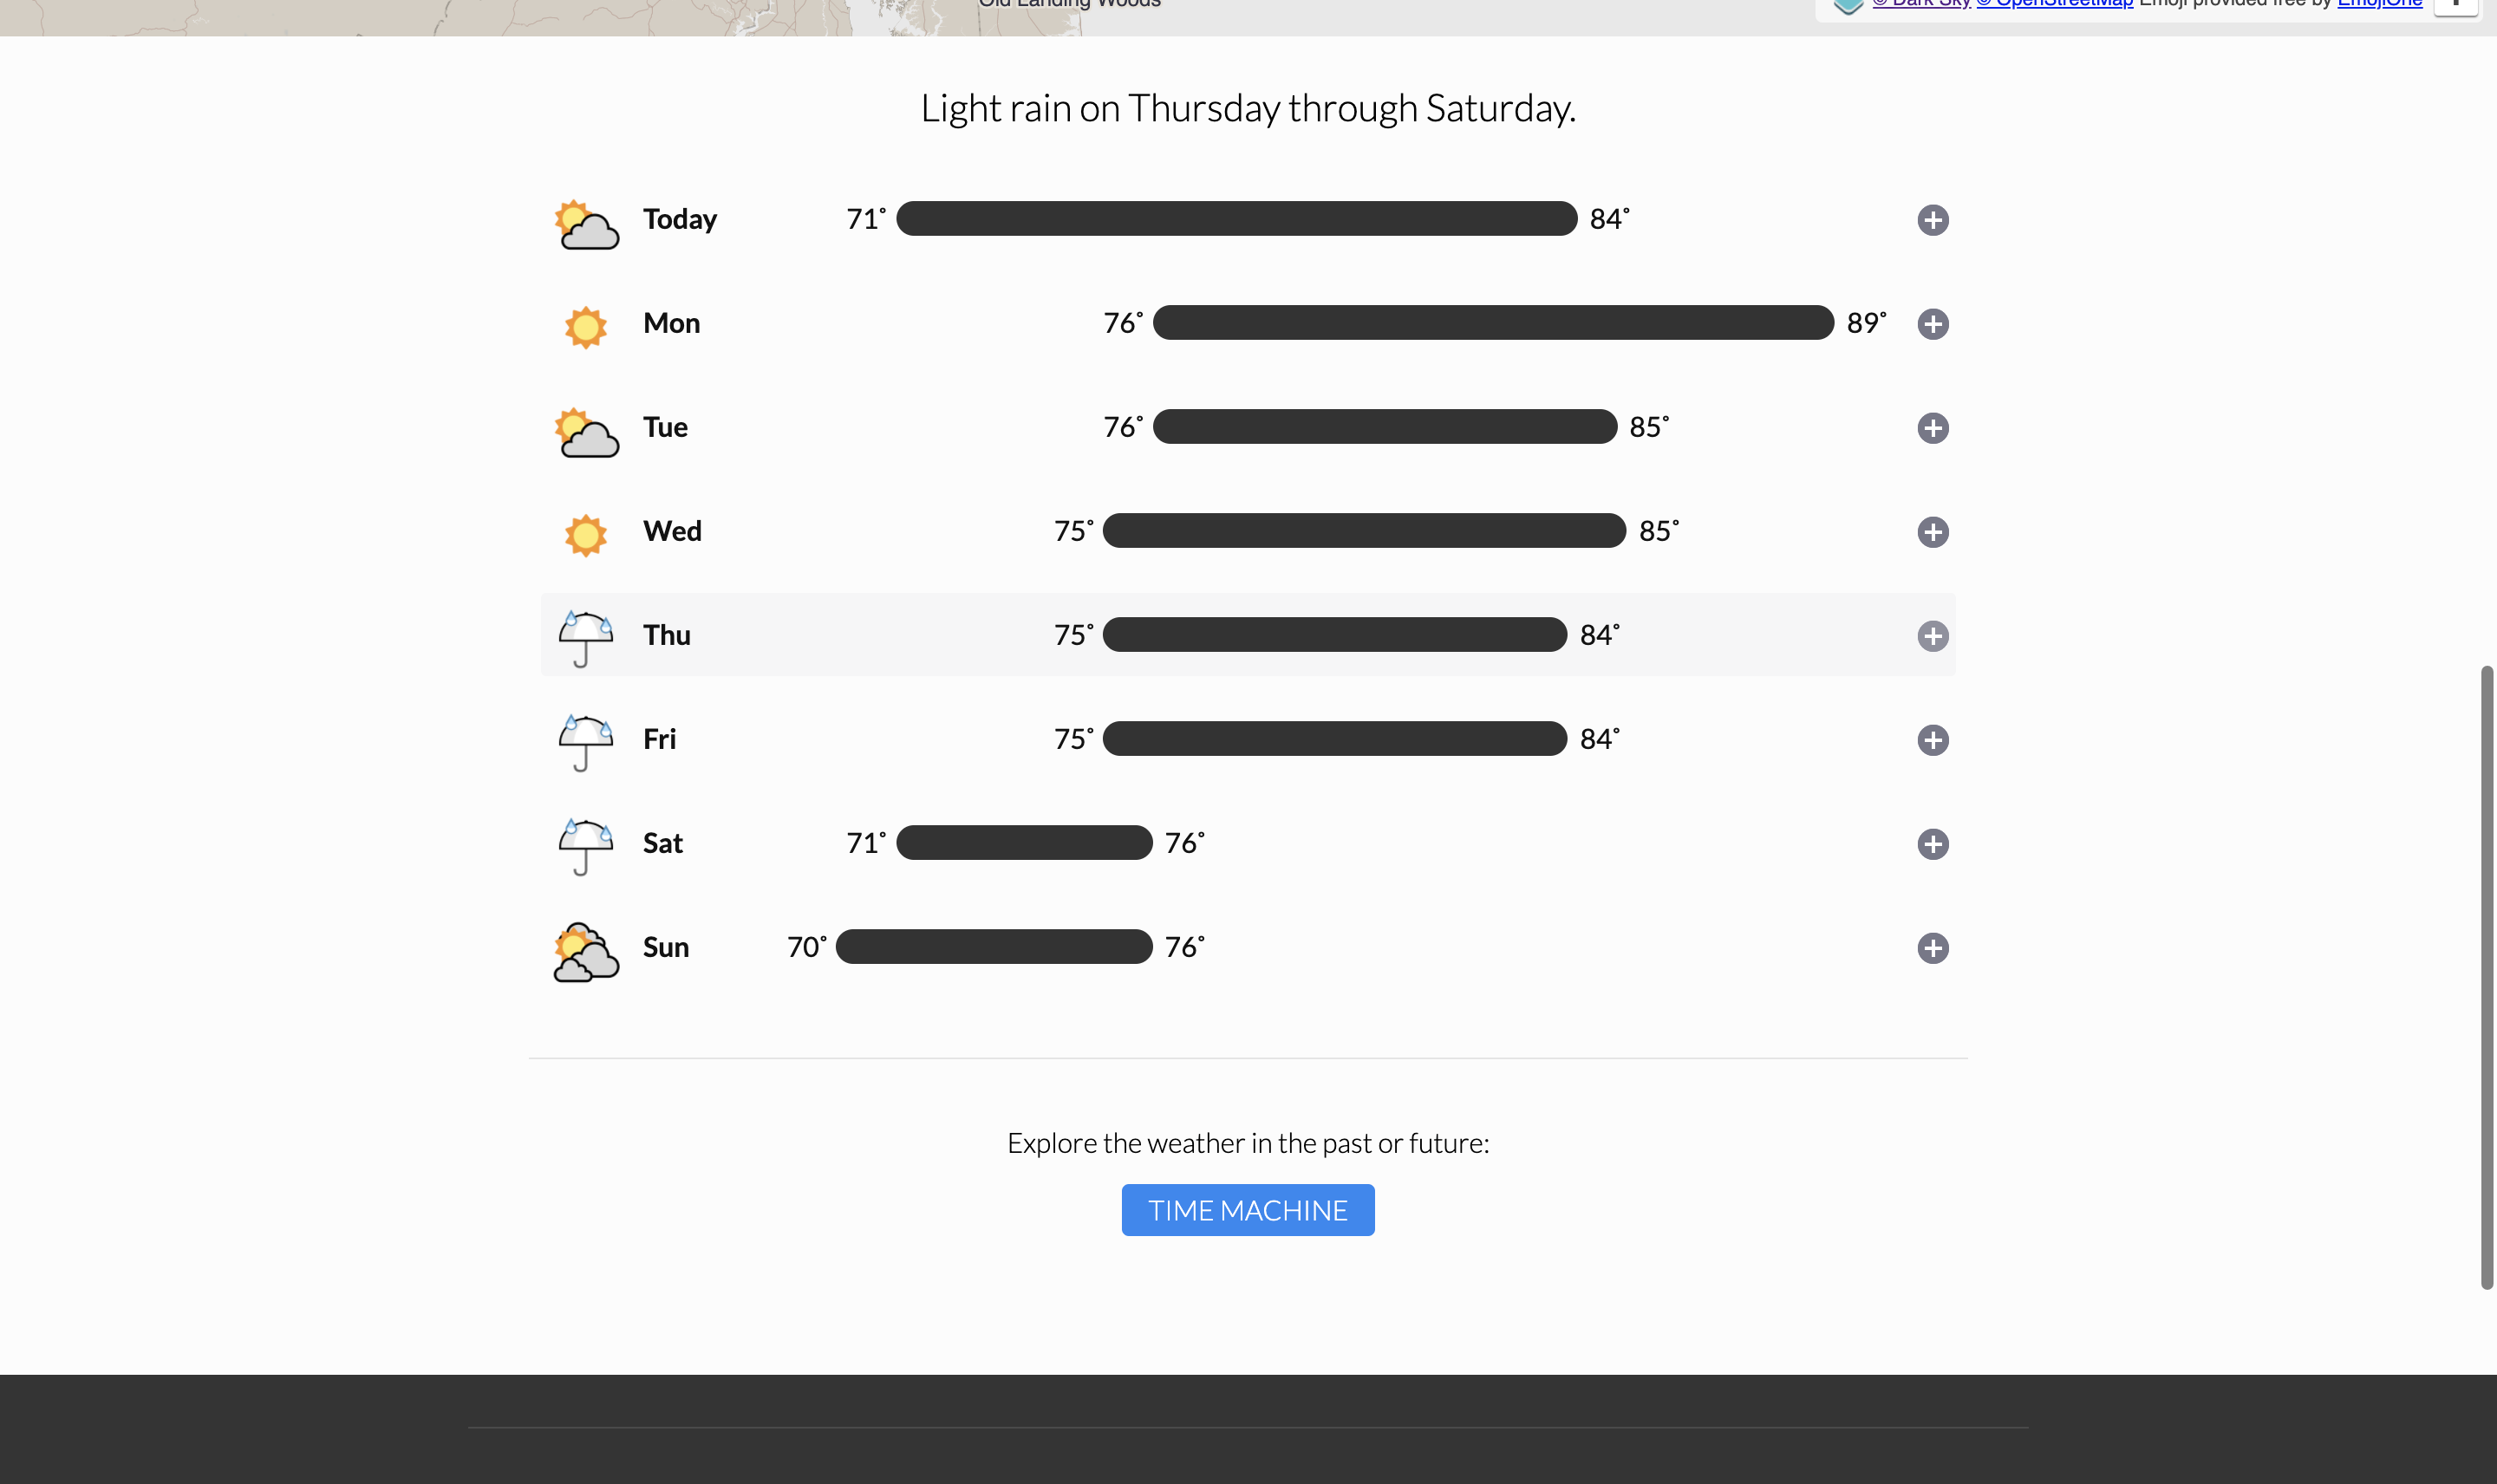 Old Landing Woods
© Dark Sky © OpenStreetMap Emoji provided free by EmojiOne
Light rain on Thursday through Saturday.
Today 71° 84°
Mon 76° 89°
Tue 76° 85°
Wed 75° 85°
Thu 75° 84°
Fri 75° 84°
Sat 71° 76°
Sun 70° 76°
Explore the weather in the past or future:
TIME MACHINE